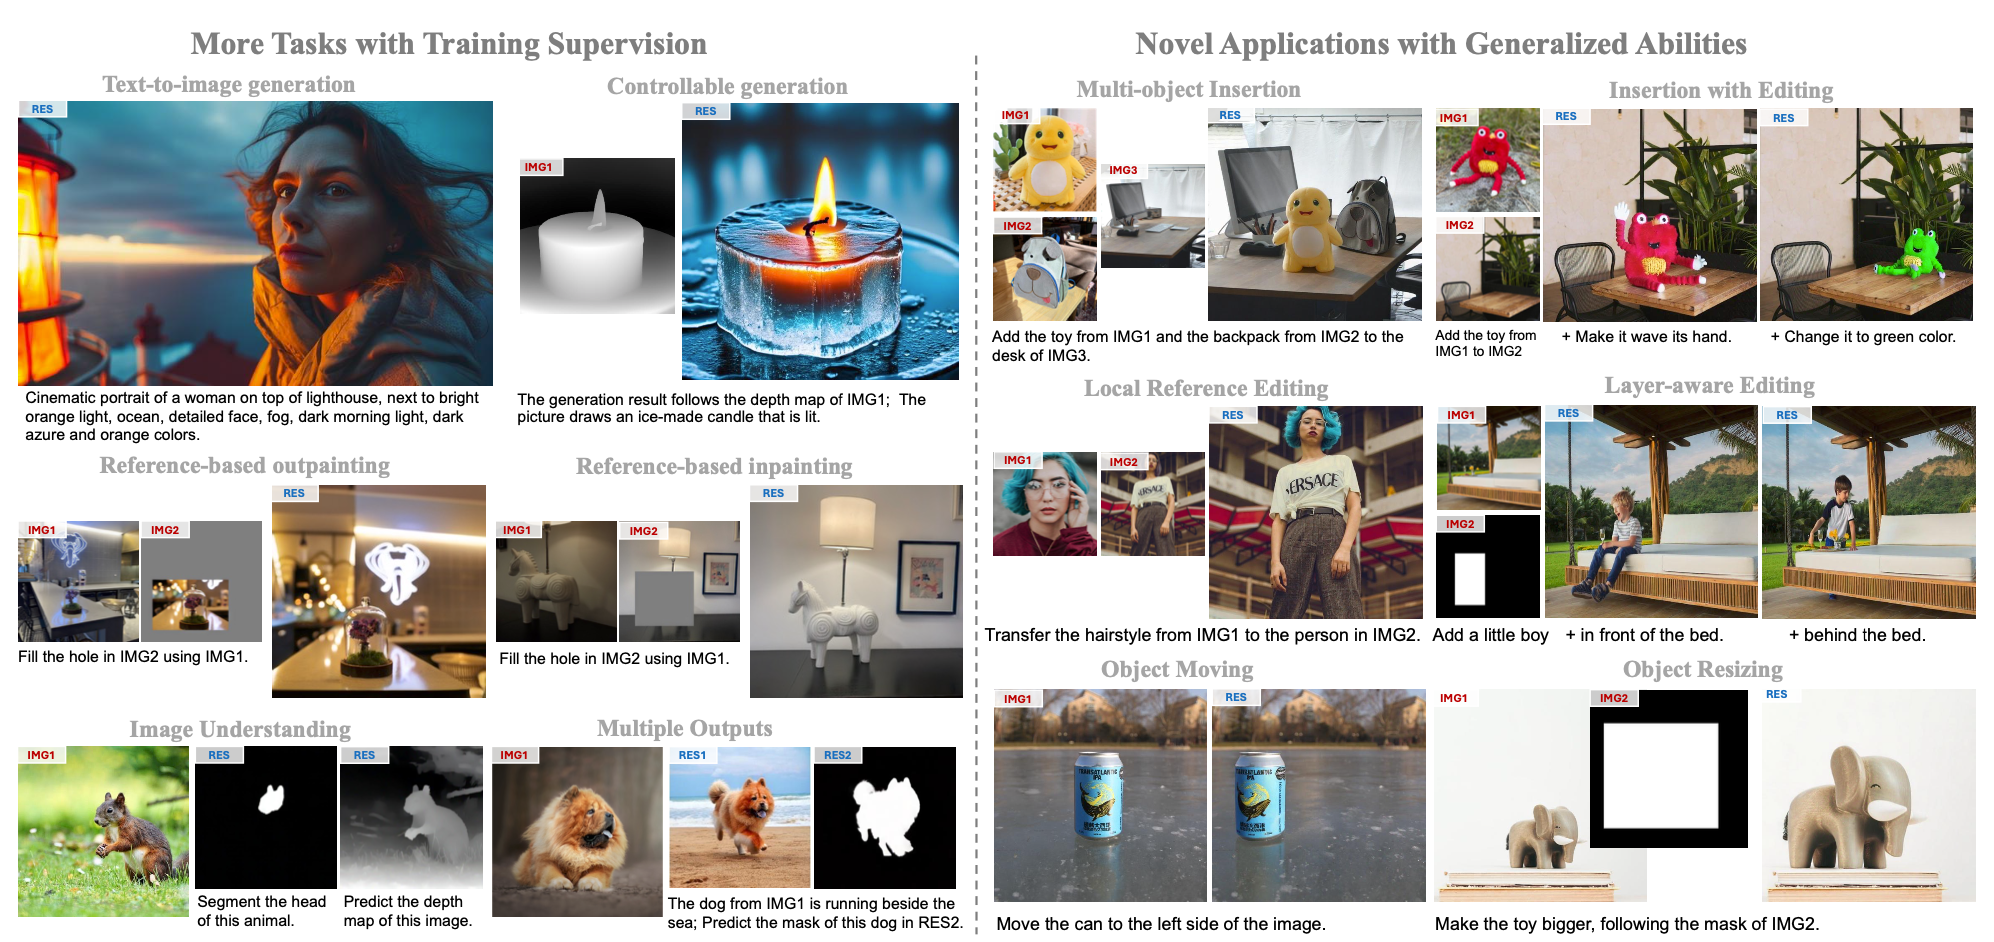 More Tasks with Training Supervision
Text-to-image generation
RES
Cinematic portrait of a woman on top of lighthouse, next to bright
orange light, ocean, detailed face, fog, dark morning light, dark
azure and orange colors.
Controllable generation
IMG1
RES
The generation result follows the depth map of IMG1; The
picture draws an ice-made candle that is lit.
Reference-based outpainting
IMG1
IMG2
RES
Fill the hole in IMG2 using IMG1.
Reference-based inpainting
IMG1
IMG2
RES
Fill the hole in IMG2 using IMG1.
Image Understanding
IMG1
RES
RES
Segment the head
of this animal.
Predict the depth
map of this image.
Multiple Outputs
IMG1
RES1
RES2
The dog from IMG1 is running beside the
sea; Predict the mask of this dog in RES2.
Novel Applications with Generalized Abilities
Multi-object Insertion
IMG1
IMG2
IMG3
RES
Add the toy from IMG1 and the backpack from IMG2 to the
desk of IMG3.
Insertion with Editing
IMG1
IMG2
RES
RES
Add the toy from
IMG1 to IMG2
+ Make it wave its hand.
+ Change it to green color.
Local Reference Editing
IMG1
IMG2
RES
ERSACE
Transfer the hairstyle from IMG1 to the person in IMG2.
Layer-aware Editing
IMG1
IMG2
RES
RES
Add a little boy
+ in front of the bed.
+ behind the bed.
Object Moving
IMG1
TRANSATLANTIC
IPA
RES
TRANSATLANTIC
IPA
Move the can to the left side of the image.
Object Resizing
IMG1
IMG2
RES
Make the toy bigger, following the mask of IMG2.